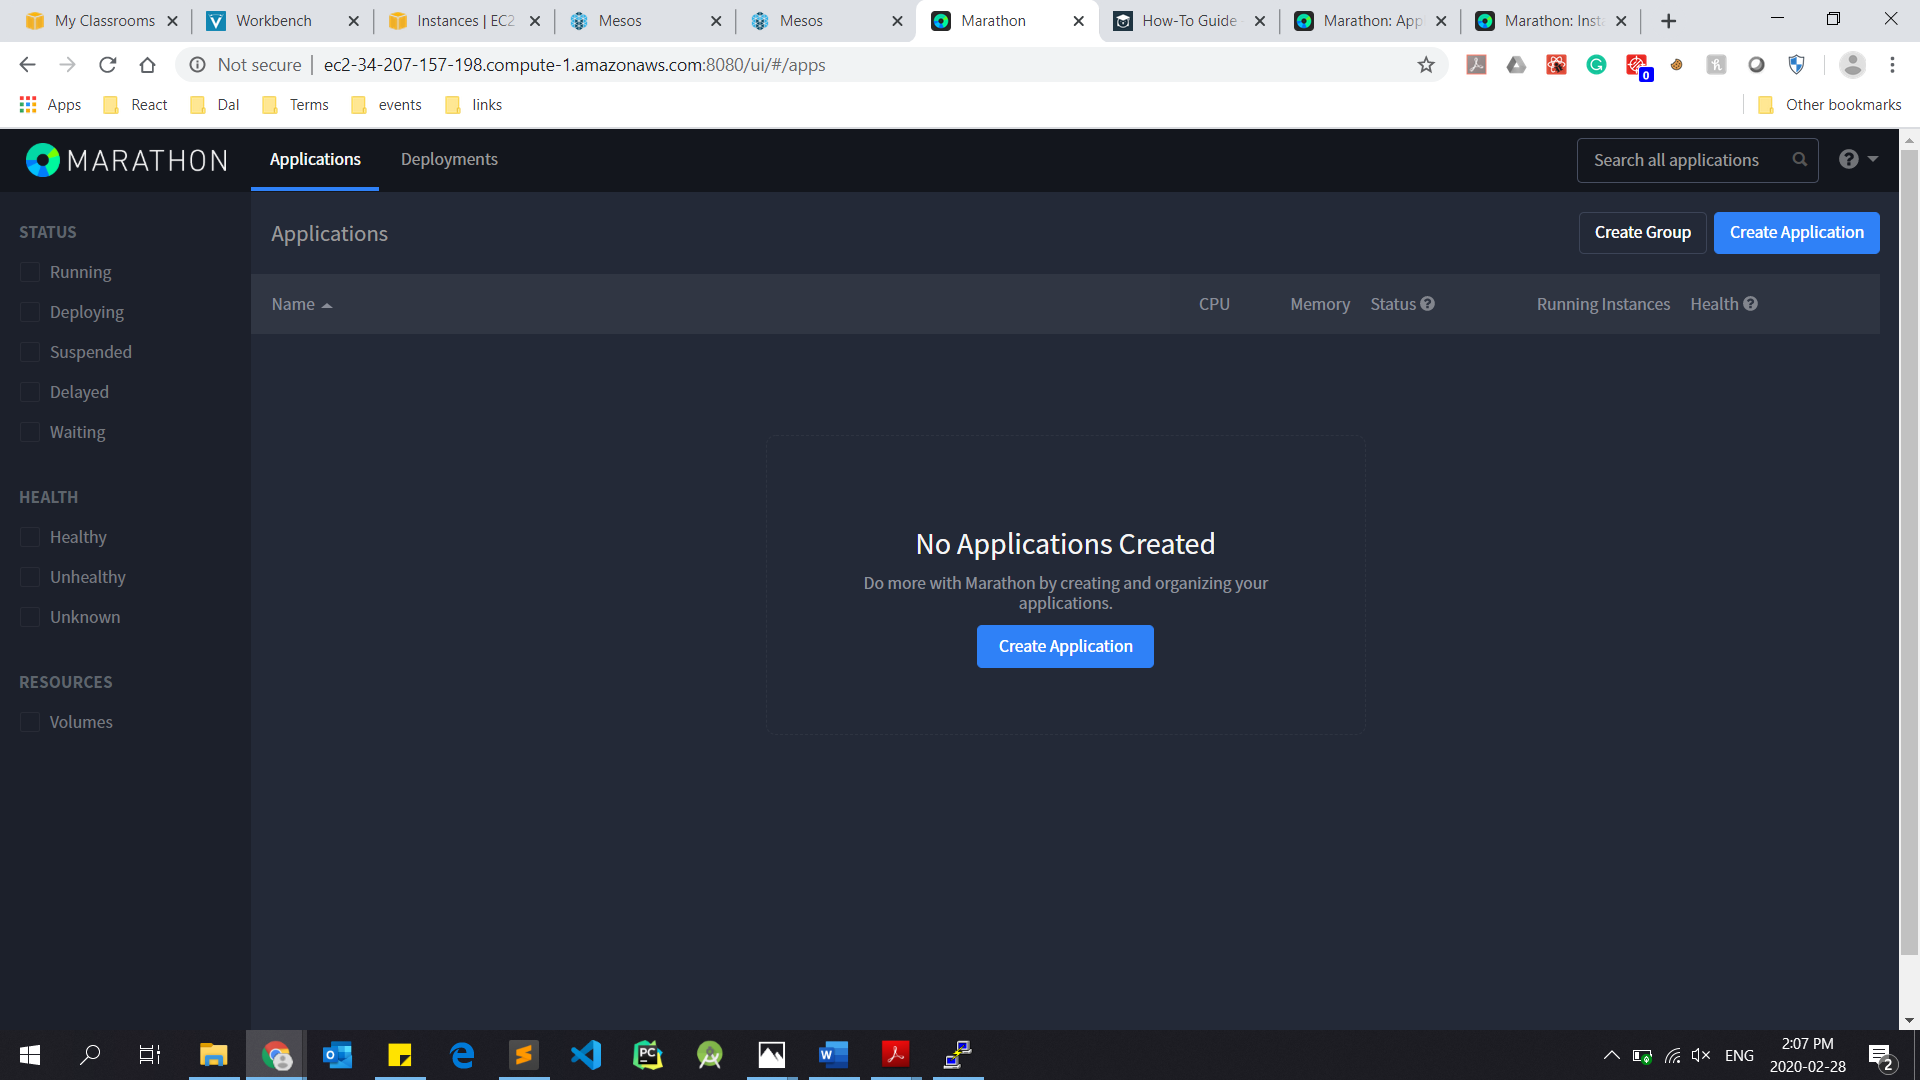 My Classrooms
Workbench
Instances | EC2
Mesos
Mesos
Marathon
How-To Guide
Marathon: App
Marathon: Insta
Not secure | ec2-34-207-157-198.compute-1.amazonaws.com:8080/ui/#/apps
0
Apps React Dal Terms events links Other bookmarks
MARATHON Applications Deployments Search all applications
STATUS
Running
Deploying
Suspended
Delayed
Waiting
HEALTH
Healthy
Unhealthy
Unknown
RESOURCES
Volumes
Applications Create Group Create Application
Name CPU Memory Status Running Instances Health
No Applications Created
Do more with Marathon by creating and organizing your
applications.
Create Application
ENG
2:07 PM
2020-02-28
2